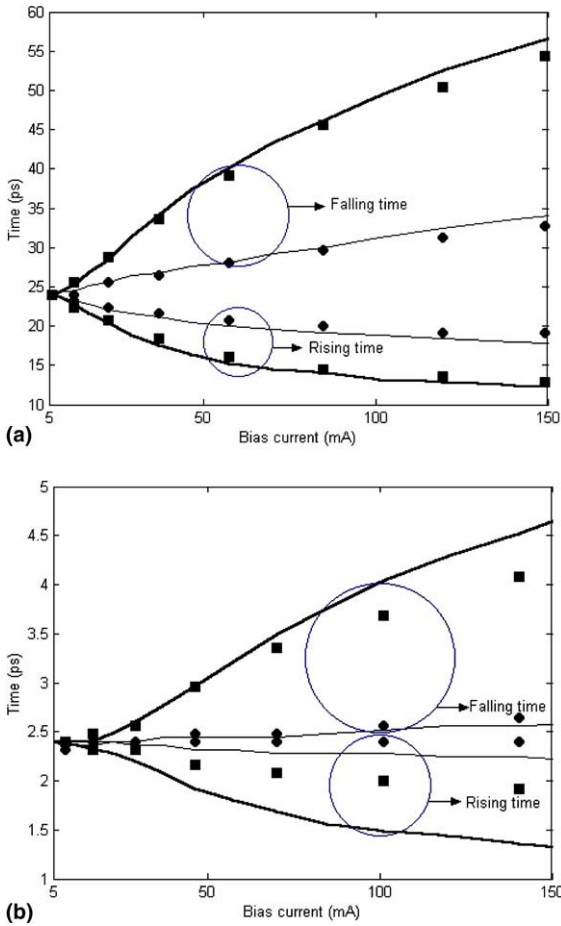 60
55
50
45
40
35
30
25
20
15
10
Time (ps)
Falling time
Rising time
5 50 100 150
Bias current (mA)
(a)
5
4.5
4
3.5
3
2.5
2
1.5
1
Time (ps)
Falling time
Rising time
5 50 100 150
Bias current (mA)
(b)